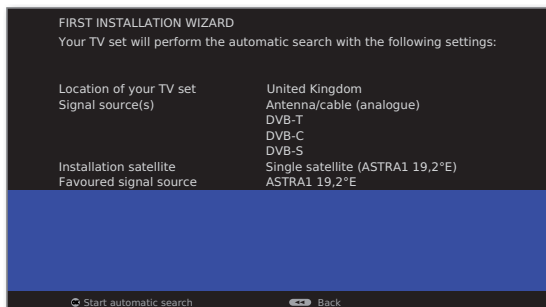 FIRST INSTALLATION WIZARD
Your TV set will perform the automatic search with the following settings:
Location of your TV set United Kingdom
Signal source(s) Antenna/cable (analogue)
DVB-T
DVB-C
DVB-S
Installation satellite Single satellite (ASTRA1 19,2°E)
Favoured signal source ASTRA1 19,2°E
OK Start automatic search Back